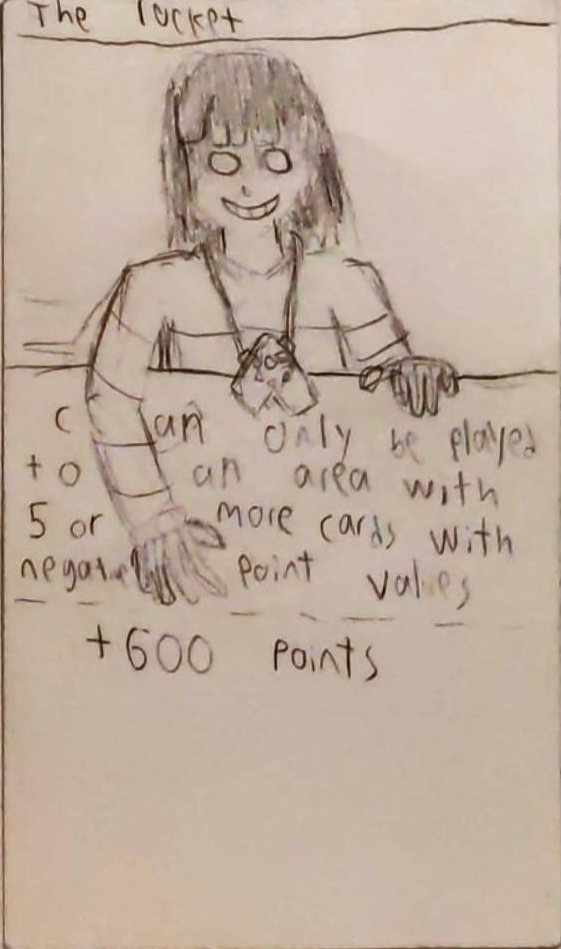 The locket
can only be played
to an area with
5 or more cards with
negative point values
+600 points